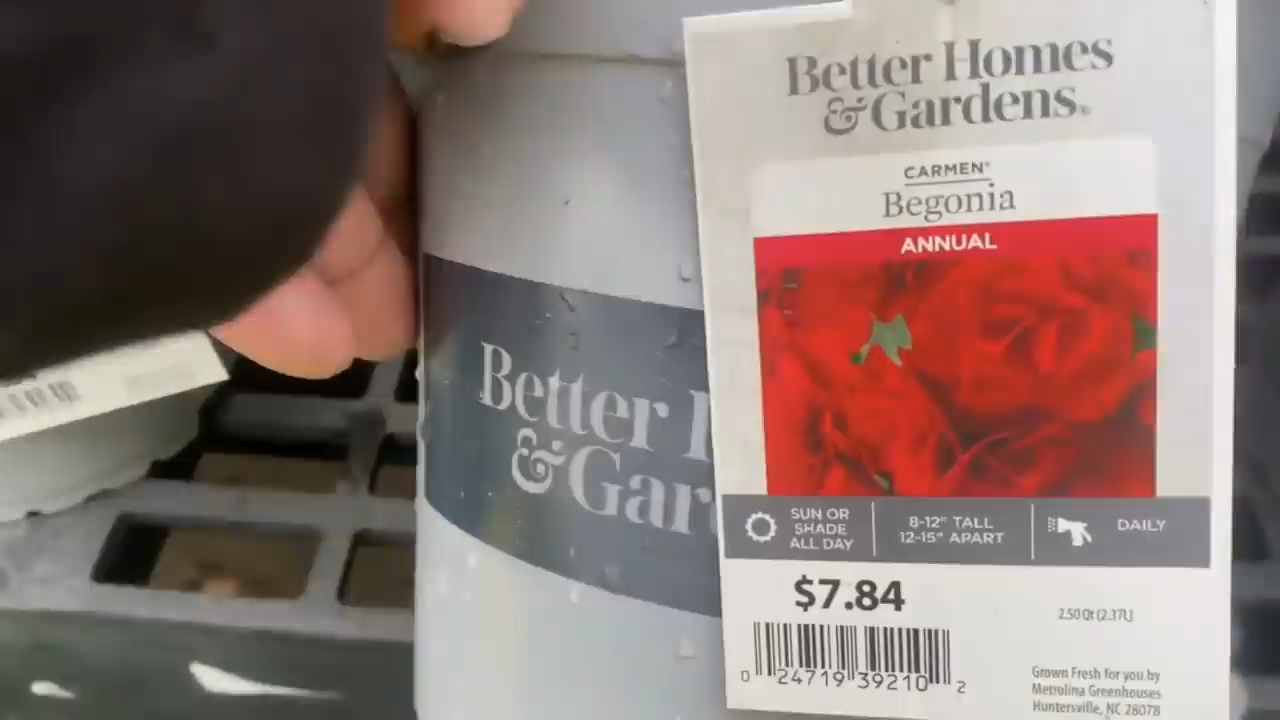 Better Homes
& Gardens®
CARMEN®
Begonia
ANNUAL
SUN OR
SHADE
ALL DAY
8-12" TALL
12-15" APART
DAILY
$7.84
2.50 Qt (2.37L)
0 24719 39210 2
Grown Fresh for you by
Metrolina Greenhouses
Huntersville, NC 28078
Better H
& Gar